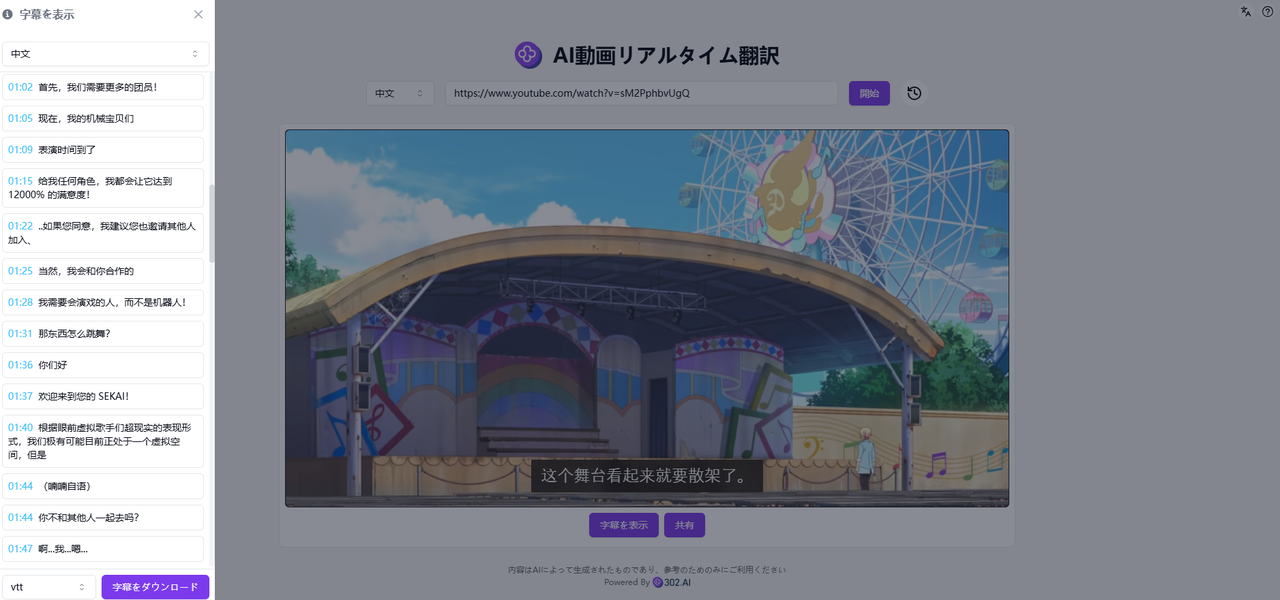 字幕を表示
中文
01:02 首先，我们需要更多的团员！
01:05 现在，我的机械宝贝们
01:09 表演时间到了
01:15 给我任何角色，我都会让它达到
12000% 的满意度！
01:22 ..如果您同意，我建议您也邀请其他人
加入、
01:25 当然，我会和你合作的
01:28 我需要会演戏的人，而不是机器人！
01:31 那东西怎么跳舞？
01:36 你们好
01:37 欢迎来到您的 SEKAI！
01:40 根据眼前虚拟歌手们超现实的表现形
式，我们极有可能目前正处于一个虚拟空
间，但是
01:44 （喃喃自语）
01:44 你不和其他人一起去吗？
01:47 啊...我...嗯...
vtt
字幕をダウンロード
AI動画リアルタイム翻訳
中文
https://www.youtube.com/watch?v=sM2PphbvUgQ
開始
这个舞台看起来就要散架了。
字幕を表示
共有
内容はAIによって生成されたものであり、参考のためのみにご利用ください
Powered By 302.AI